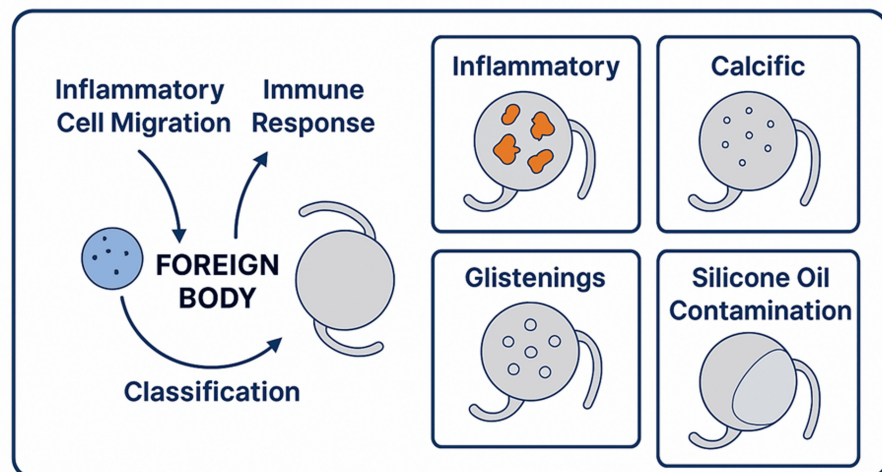 Inflammatory
Cell Migration
Immune
Response
FOREIGN
BODY
Classification
Inflammatory
Calcific
Glistenings
Silicone Oil
Contamination